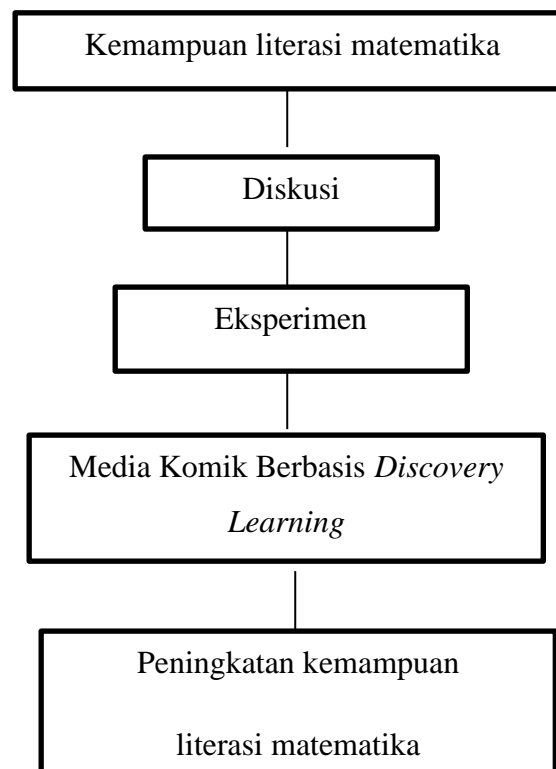 Kemampuan literasi matematika
Diskusi
Eksperimen
Media Komik Berbasis Discovery
Learning
Peningkatan kemampuan
literasi matematika